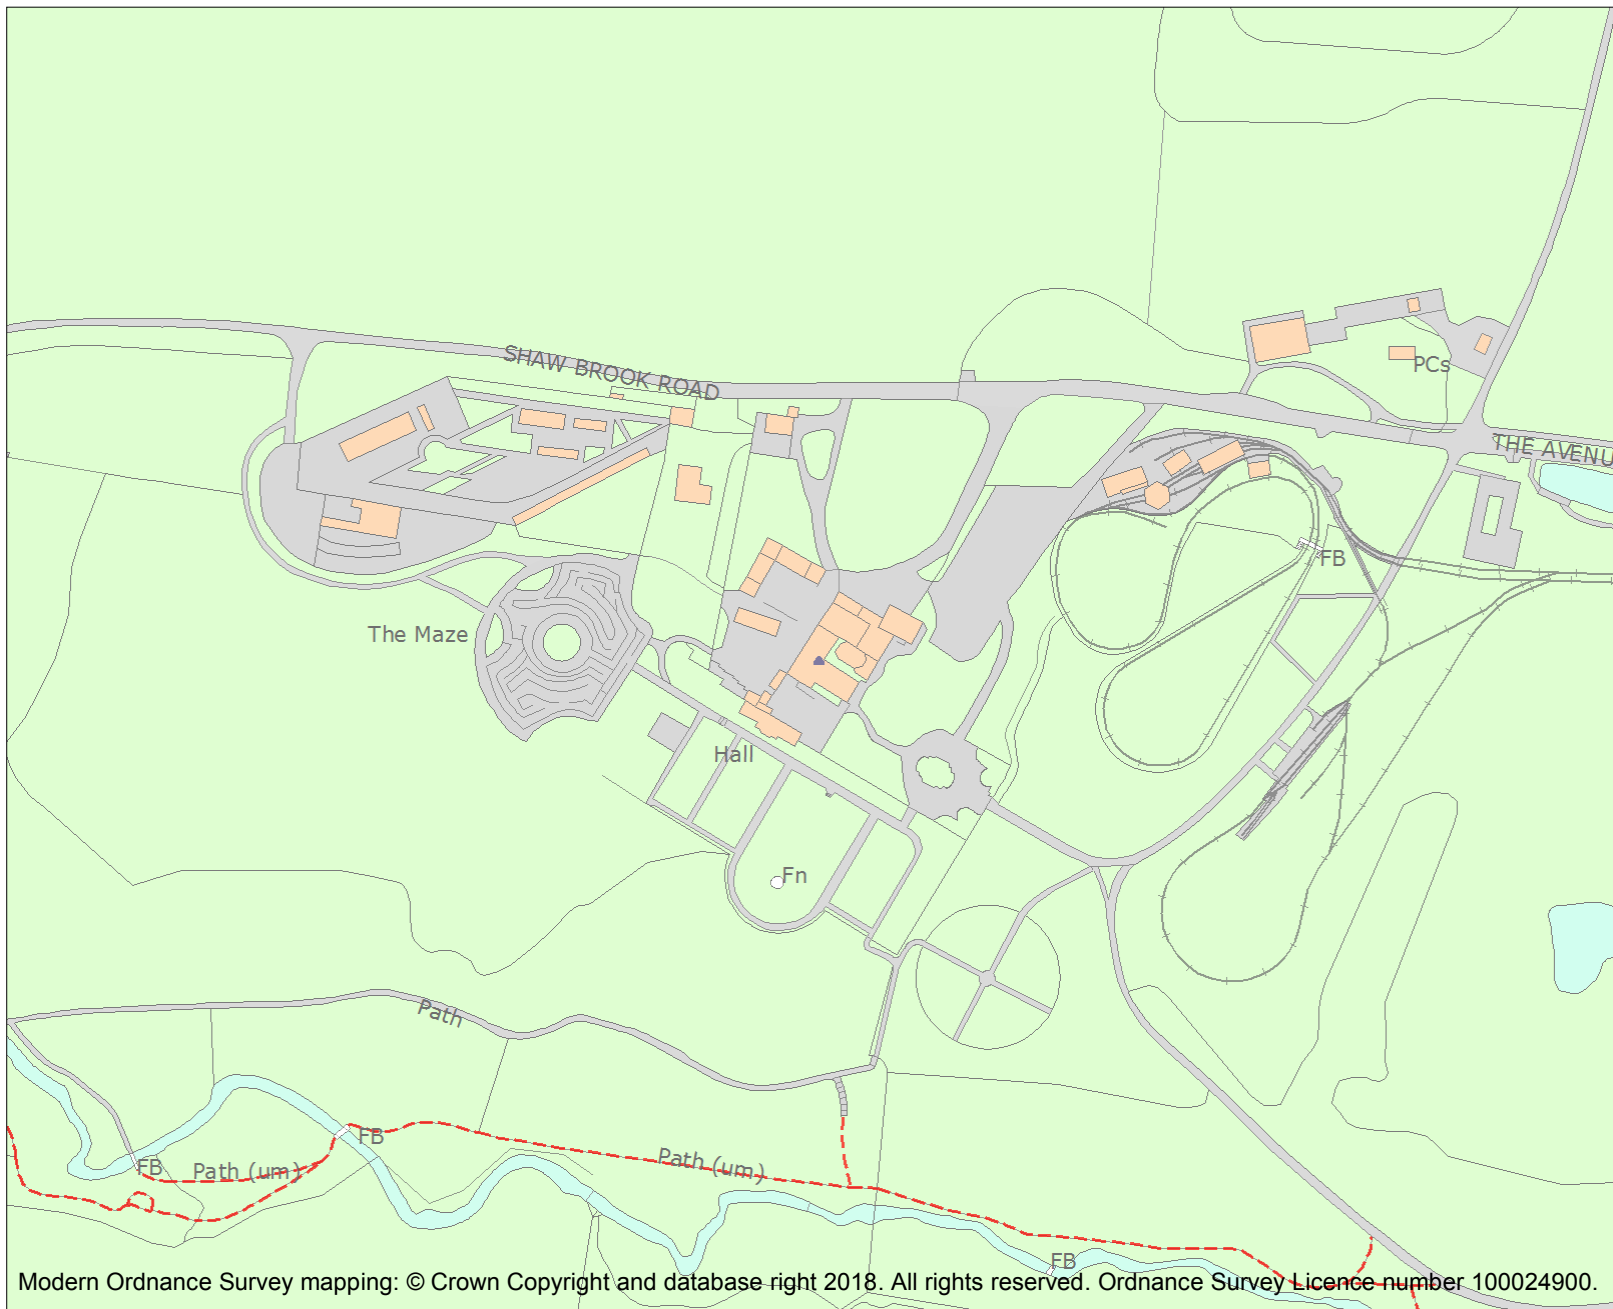 SHAW BROOK ROAD
PCs
THE AVENU
FB
The Maze
Hall
Fn
Path
FB
FB
Path (um)
Path (um)
FB
Modern Ordnance Survey mapping: © Crown Copyright and database right 2018. All rights reserved. Ordnance Survey Licence number 100024900.